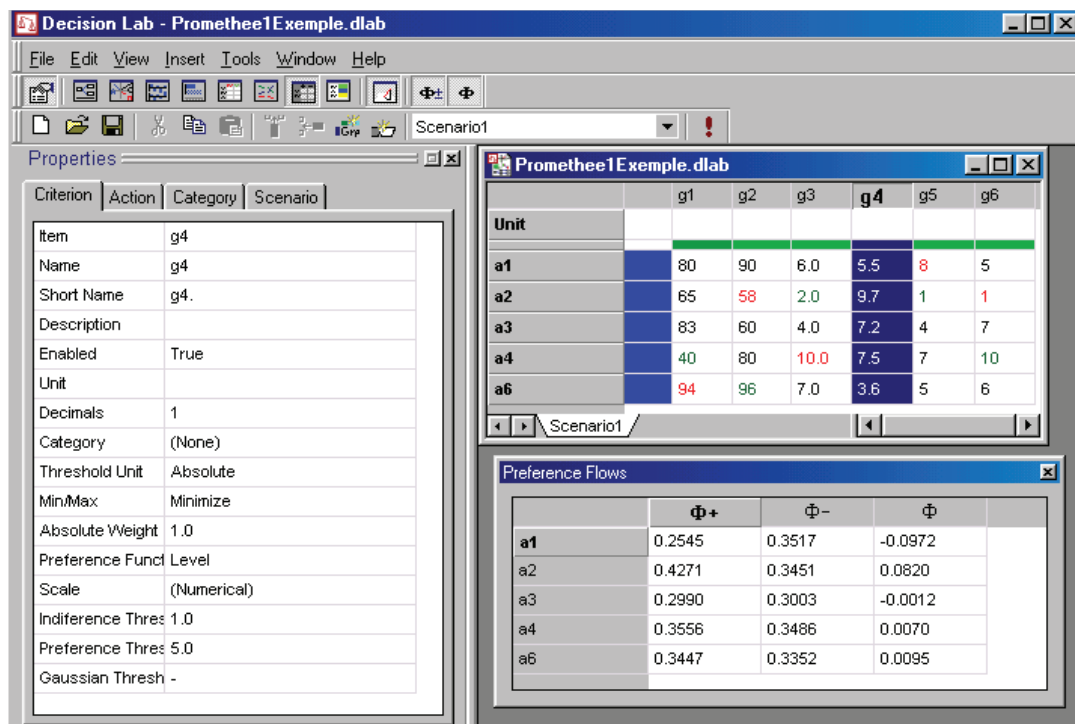 Decision Lab - Promethee1Exemple.dlab
File Edit View Insert Tools Window Help
Φ± Φ
Grp Scenario1
Properties
Criterion Action Category Scenario
Item g4
Name g4
Short Name g4.
Description
Enabled True
Unit
Decimals 1
Category (None)
Threshold Unit Absolute
Min/Max Minimize
Absolute Weight 1.0
Preference Funct Level
Scale (Numerical)
Indiference Thres 1.0
Preference Thres 5.0
Gaussian Thresh -
Promethee1Exemple.dlab
g1 g2 g3 g4 g5 g6
Unit
a1 80 90 6.0 5.5 8 5
a2 65 58 2.0 9.7 1 1
a3 83 60 4.0 7.2 4 7
a4 40 80 10.0 7.5 7 10
a6 94 96 7.0 3.6 5 6
Scenario1
Preference Flows
Φ+ Φ- Φ
a1 0.2545 0.3517 -0.0972
a2 0.4271 0.3451 0.0820
a3 0.2990 0.3003 -0.0012
a4 0.3556 0.3486 0.0070
a6 0.3447 0.3352 0.0095